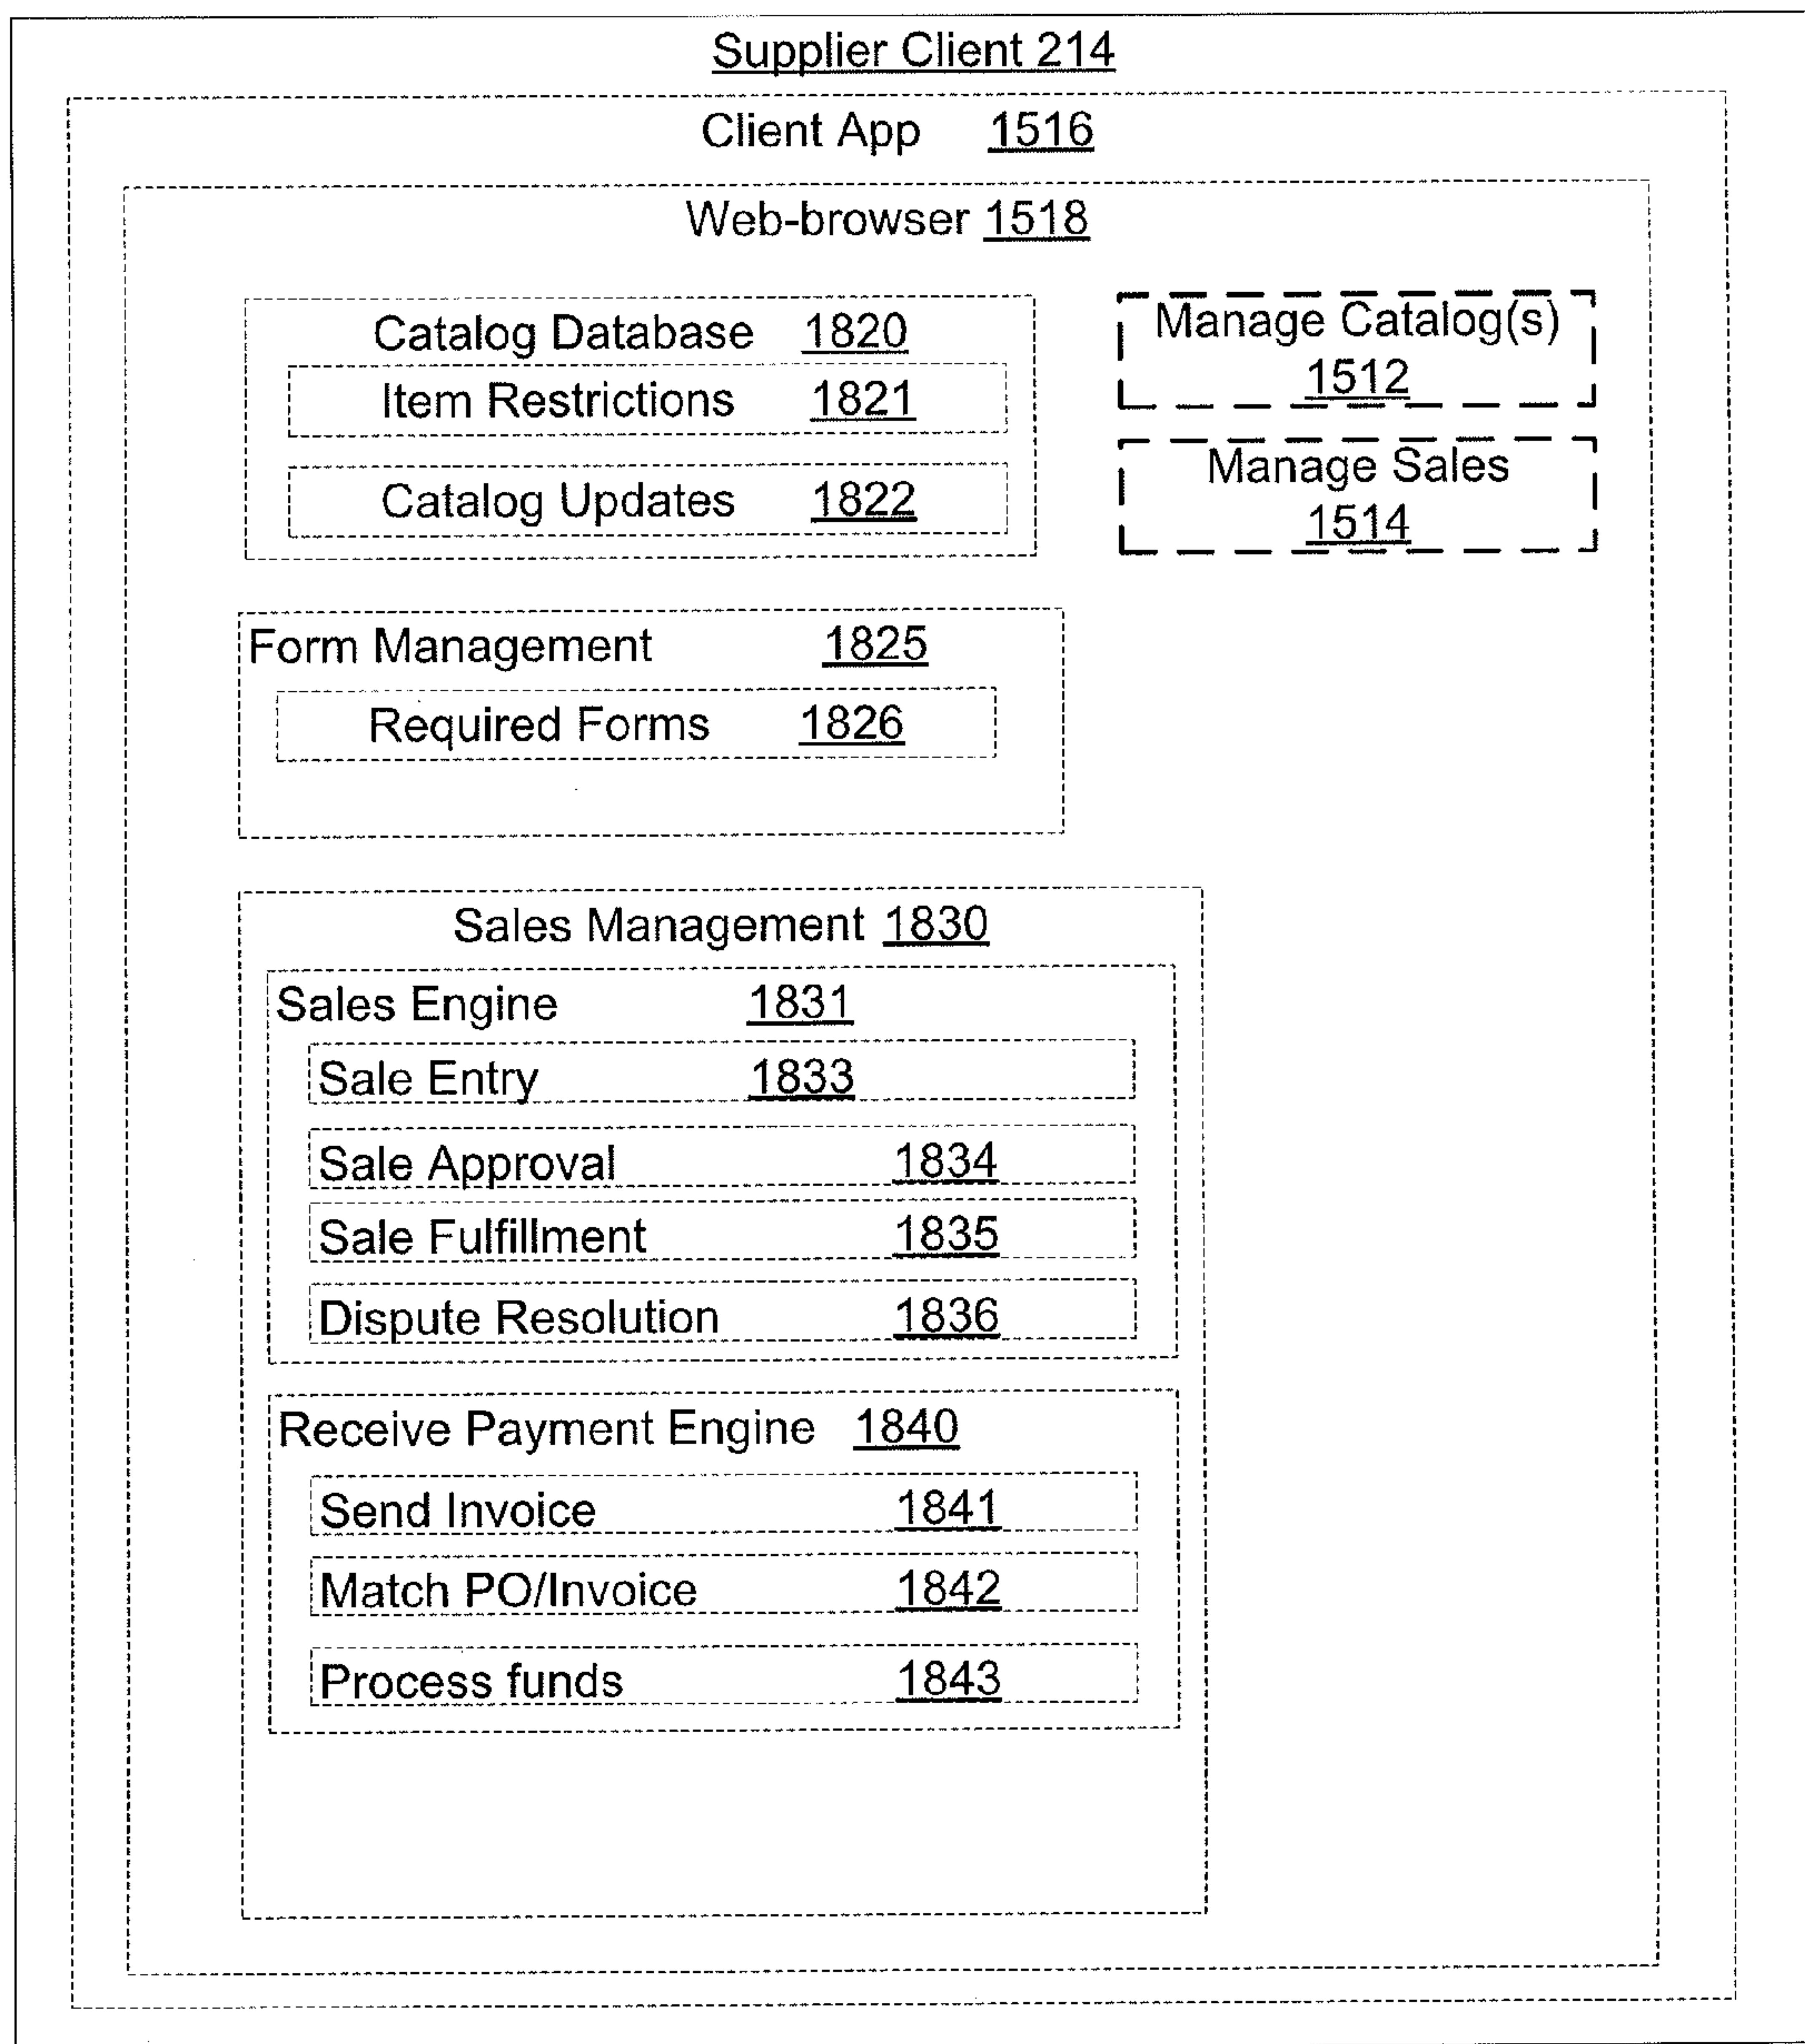 Supplier Client 214
Client App 1516
Web-browser 1518
Catalog Database 1820
Item Restrictions 1821
Catalog Updates 1822
Manage Catalog(s)
1512
Manage Sales
1514
Form Management 1825
Required Forms 1826
Sales Management 1830
Sales Engine 1831
Sale Entry 1833
Sale Approval 1834
Sale Fulfillment 1835
Dispute Resolution 1836
Receive Payment Engine 1840
Send Invoice 1841
Match PO/Invoice 1842
Process funds 1843